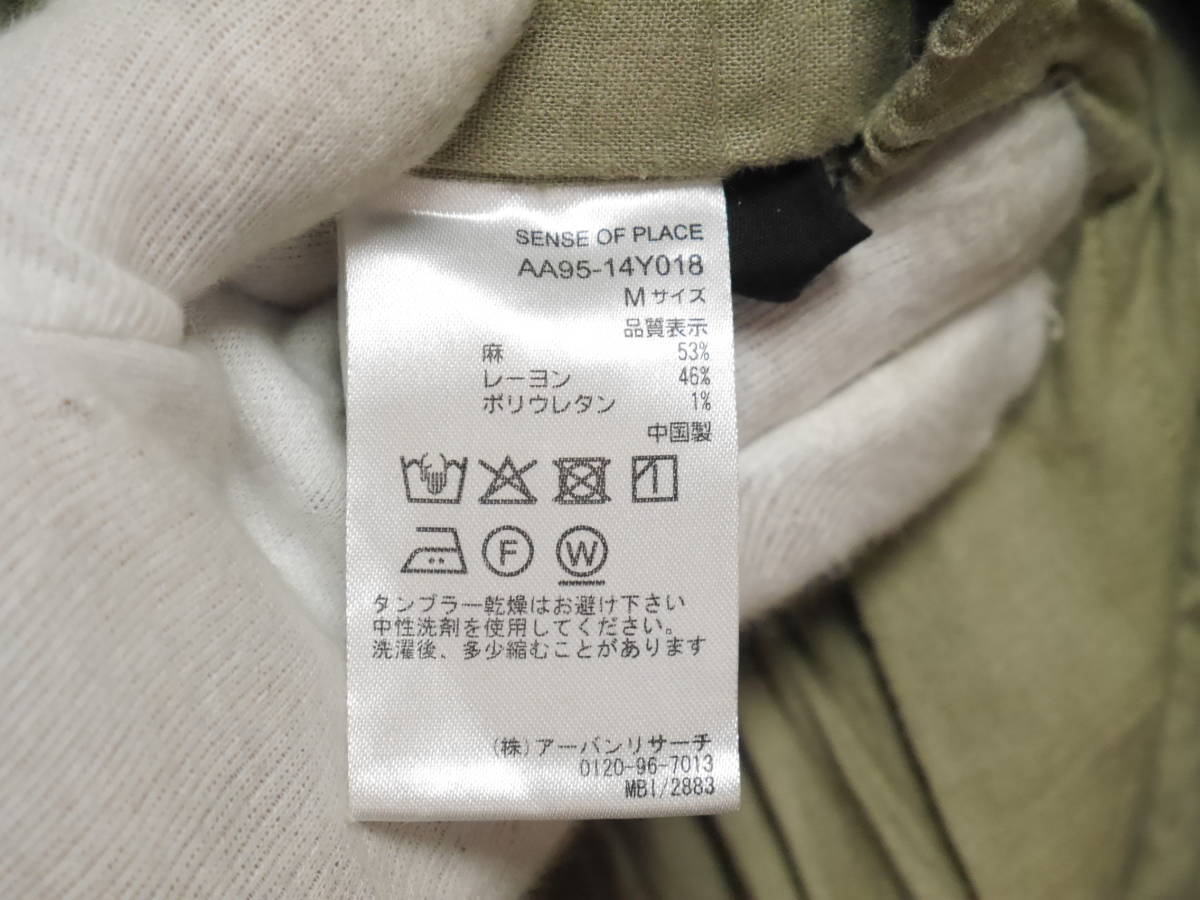 SENSE OF PLACE
AA95-14Y018
Mサイズ
品質表示
麻 53%
レーヨン 46%
ポリウレタン 1%
中国製
F W
タンブラー乾燥はお避け下さい
中性洗剤を使用してください。
洗濯後、多少縮むことがあります
(株)アーバンリサーチ
0120-96-7013
MBI/2883